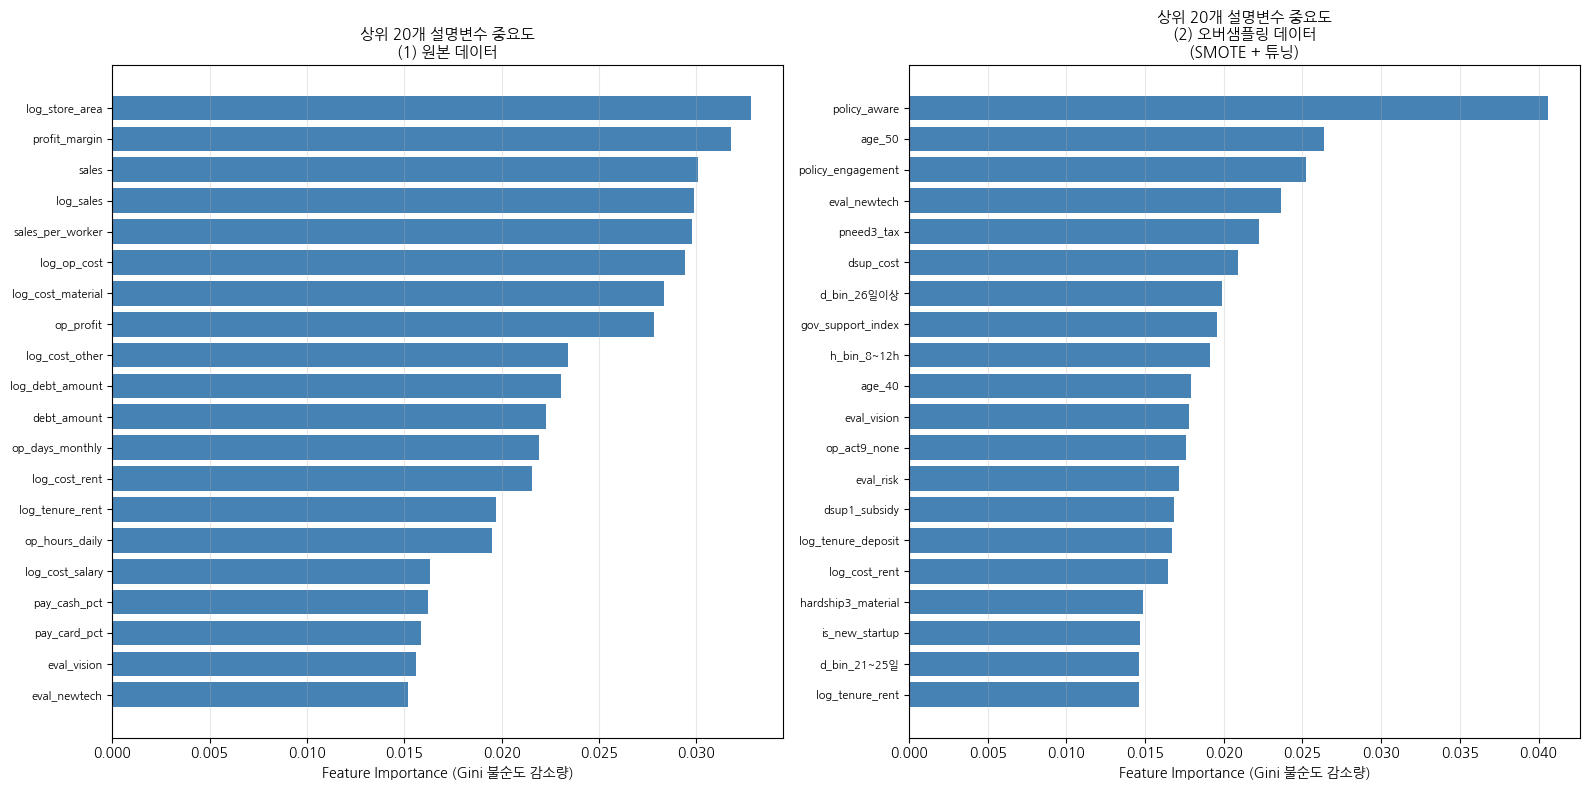 상위 20개 설명변수 중요도
(1) 원본 데이터
log_store_area
profit_margin
sales
log_sales
sales_per_worker
log_op_cost
log_cost_material
op_profit
log_cost_other
log_debt_amount
debt_amount
op_days_monthly
log_cost_rent
log_tenure_rent
op_hours_daily
log_cost_salary
pay_cash_pct
pay_card_pct
eval_vision
eval_newtech
0.000 0.005 0.010 0.015 0.020 0.025 0.030
Feature Importance (Gini 불순도 감소량)
상위 20개 설명변수 중요도
(2) 오버샘플링 데이터
(SMOTE + 튜닝)
policy_aware
age_50
policy_engagement
eval_newtech
pneed3_tax
dsup_cost
d_bin_26일이상
gov_support_index
h_bin_8~12h
age_40
eval_vision
op_act9_none
eval_risk
dsup1_subsidy
log_tenure_deposit
log_cost_rent
hardship3_material
is_new_startup
d_bin_21~25일
log_tenure_rent
0.000 0.005 0.010 0.015 0.020 0.025 0.030 0.035 0.040
Feature Importance (Gini 불순도 감소량)